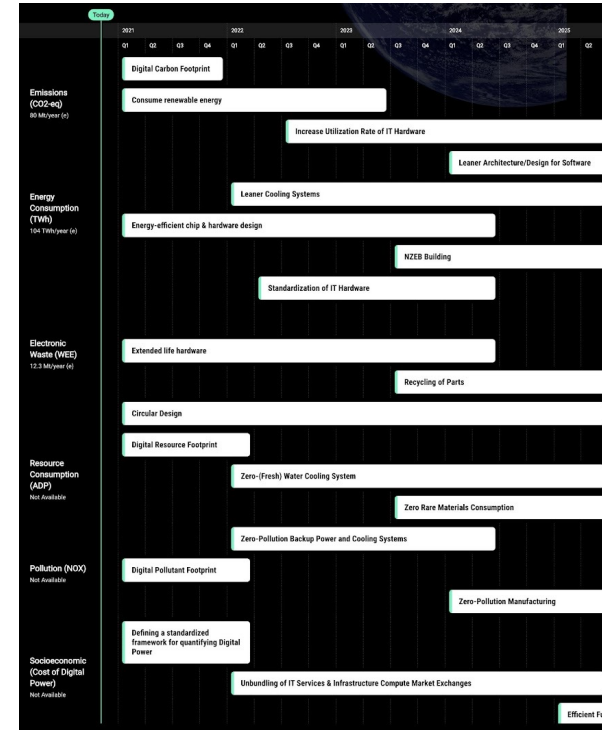 Today
2021 2022 2023 2024 2025
Q1 Q2 Q3 Q4 Q1 Q2 Q3 Q4 Q1 Q2 Q3 Q4 Q1 Q2 Q3 Q4 Q1 Q2
Digital Carbon Footprint
Emissions
(CO2-eq)
80 Mt/year (e)
Consume renewable energy
Increase Utilization Rate of IT Hardware
Leaner Architecture/Design for Software
Leaner Cooling Systems
Energy
Consumption
(TWh)
104 TWh/year (e)
Energy-efficient chip & hardware design
NZEB Building
Standardization of IT Hardware
Electronic
Waste (WEE)
12.3 Mt/year (e)
Extended life hardware
Recycling of Parts
Circular Design
Digital Resource Footprint
Resource
Consumption
(ADP)
Not Available
Zero-(Fresh) Water Cooling System
Zero Rare Materials Consumption
Zero-Pollution Backup Power and Cooling Systems
Pollution (NOX)
Not Available
Digital Pollutant Footprint
Zero-Pollution Manufacturing
Defining a standardized
framework for quantifying Digital
Power
Socioeconomic
(Cost of Digital
Power)
Not Available
Unbundling of IT Services & Infrastructure Compute Market Exchanges
Efficient